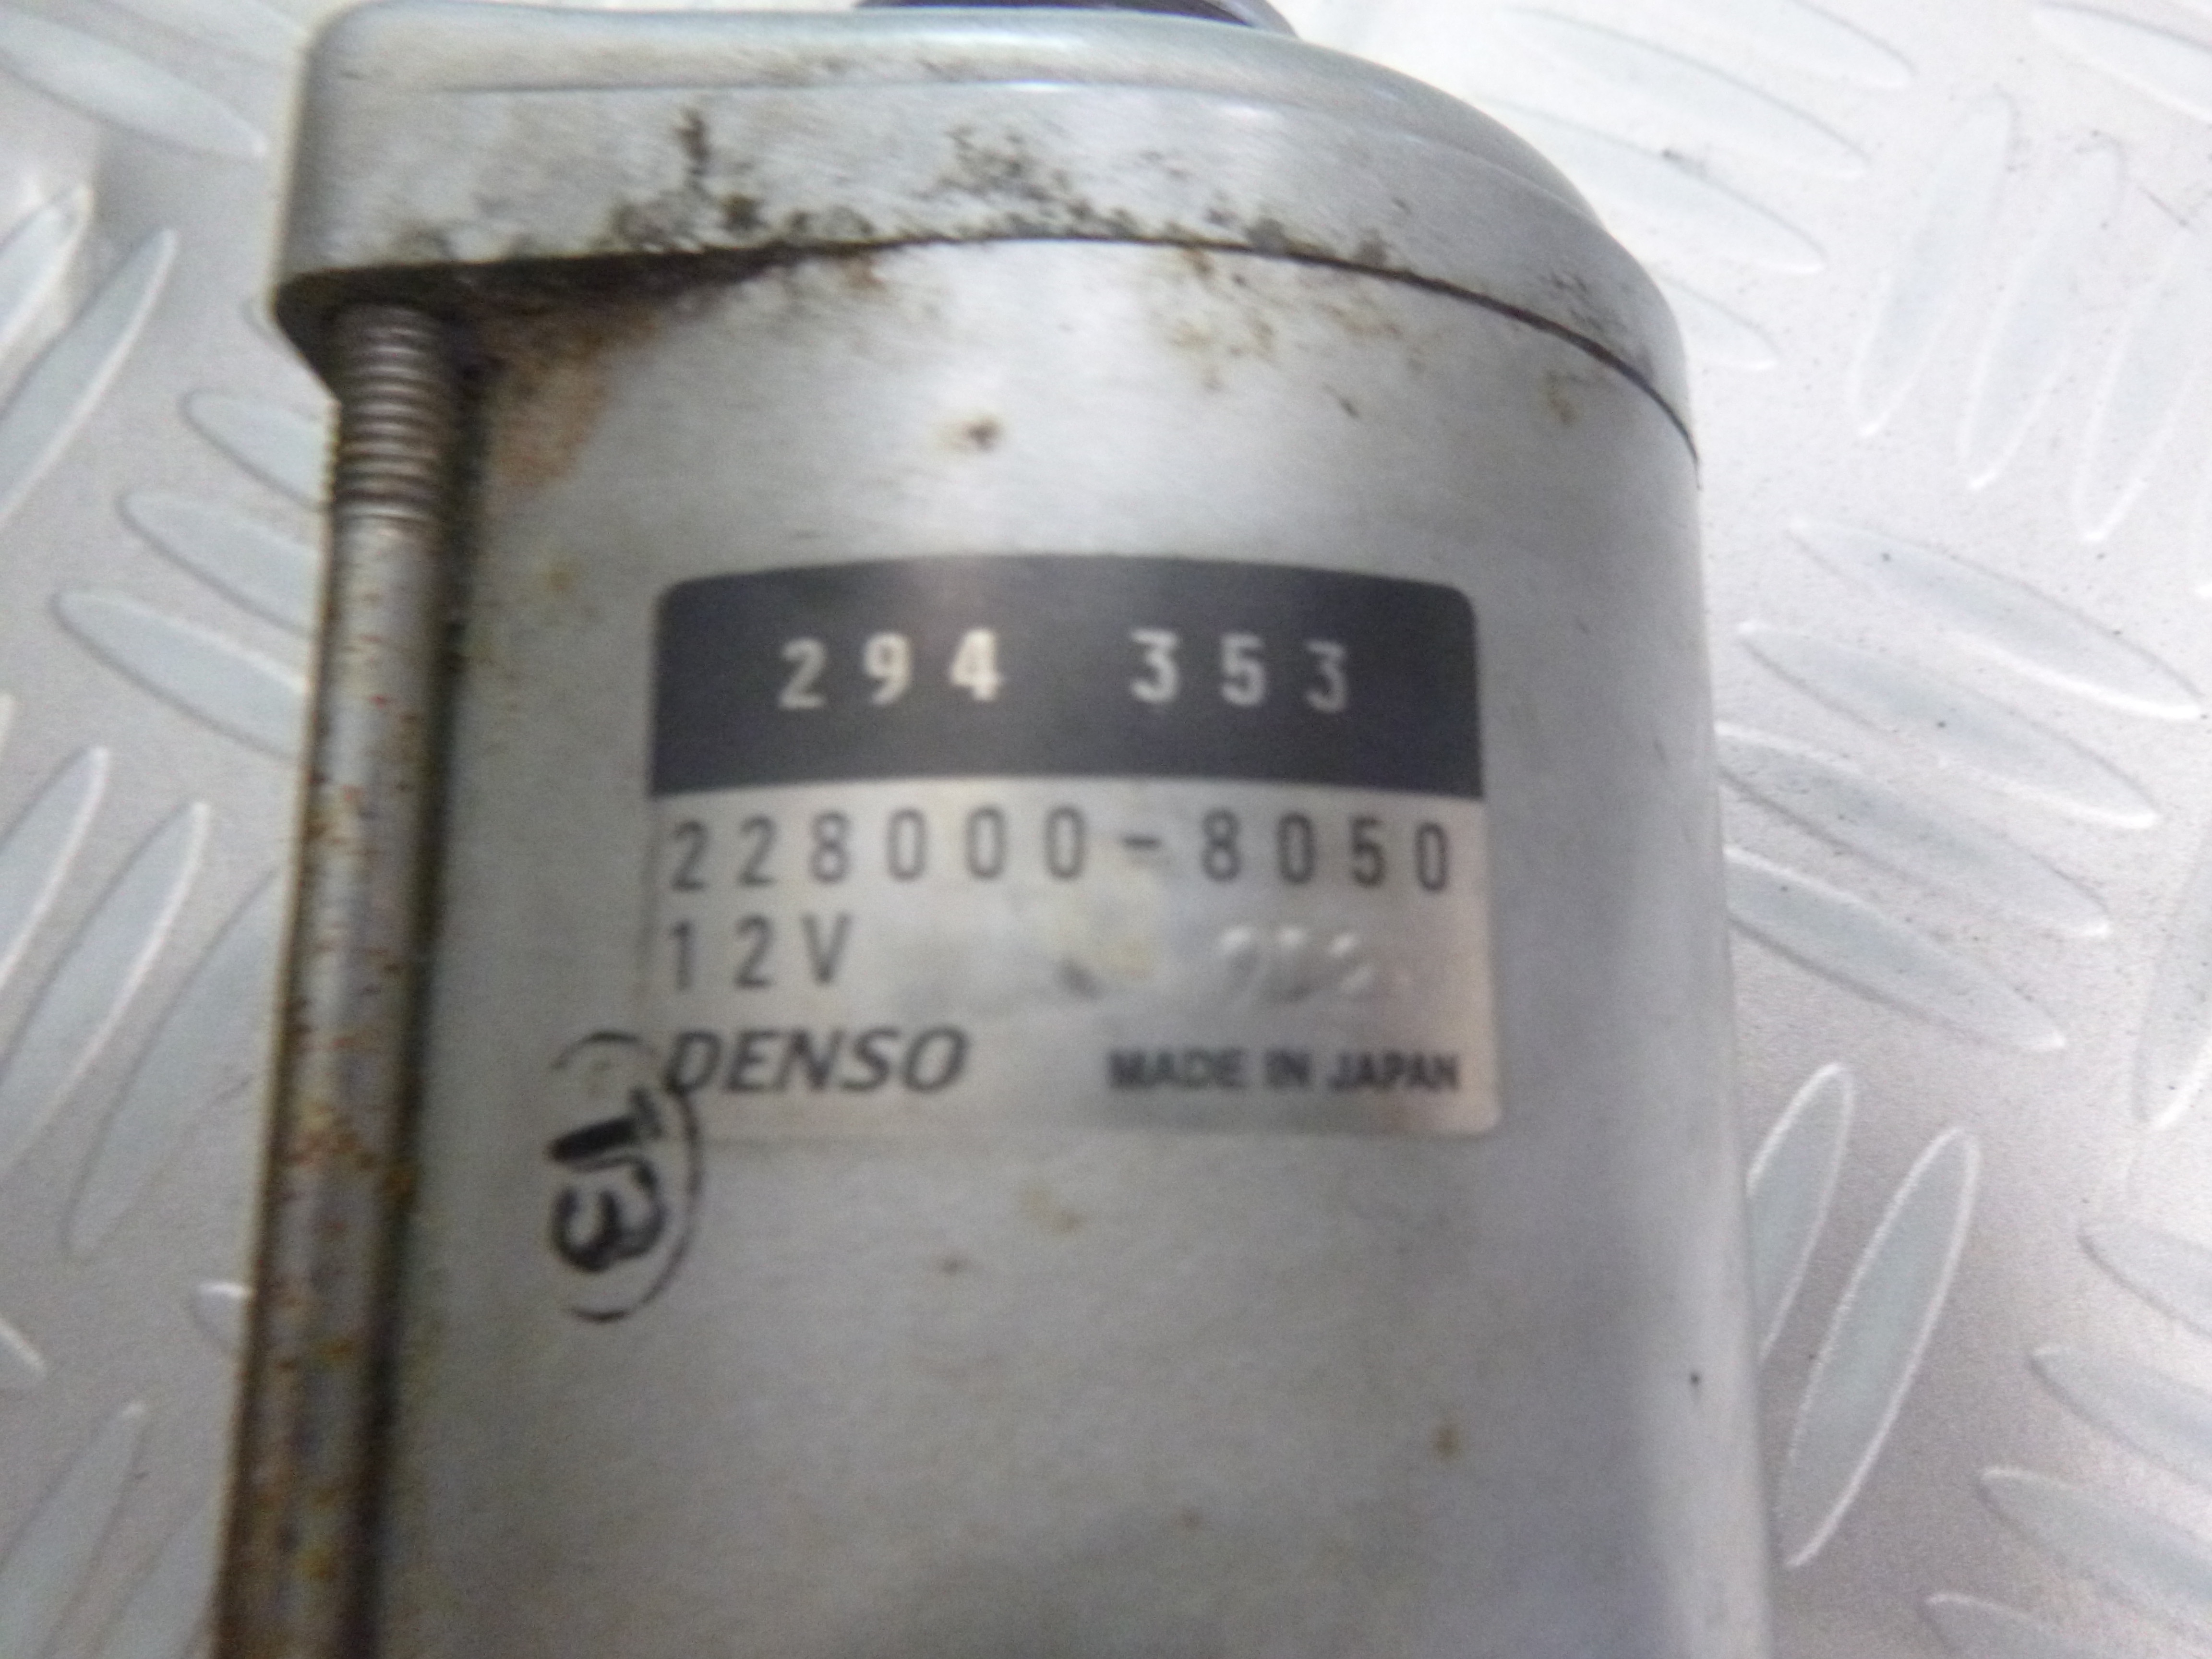 294 353
228000-8050
12V
DENSO MADE IN JAPAN